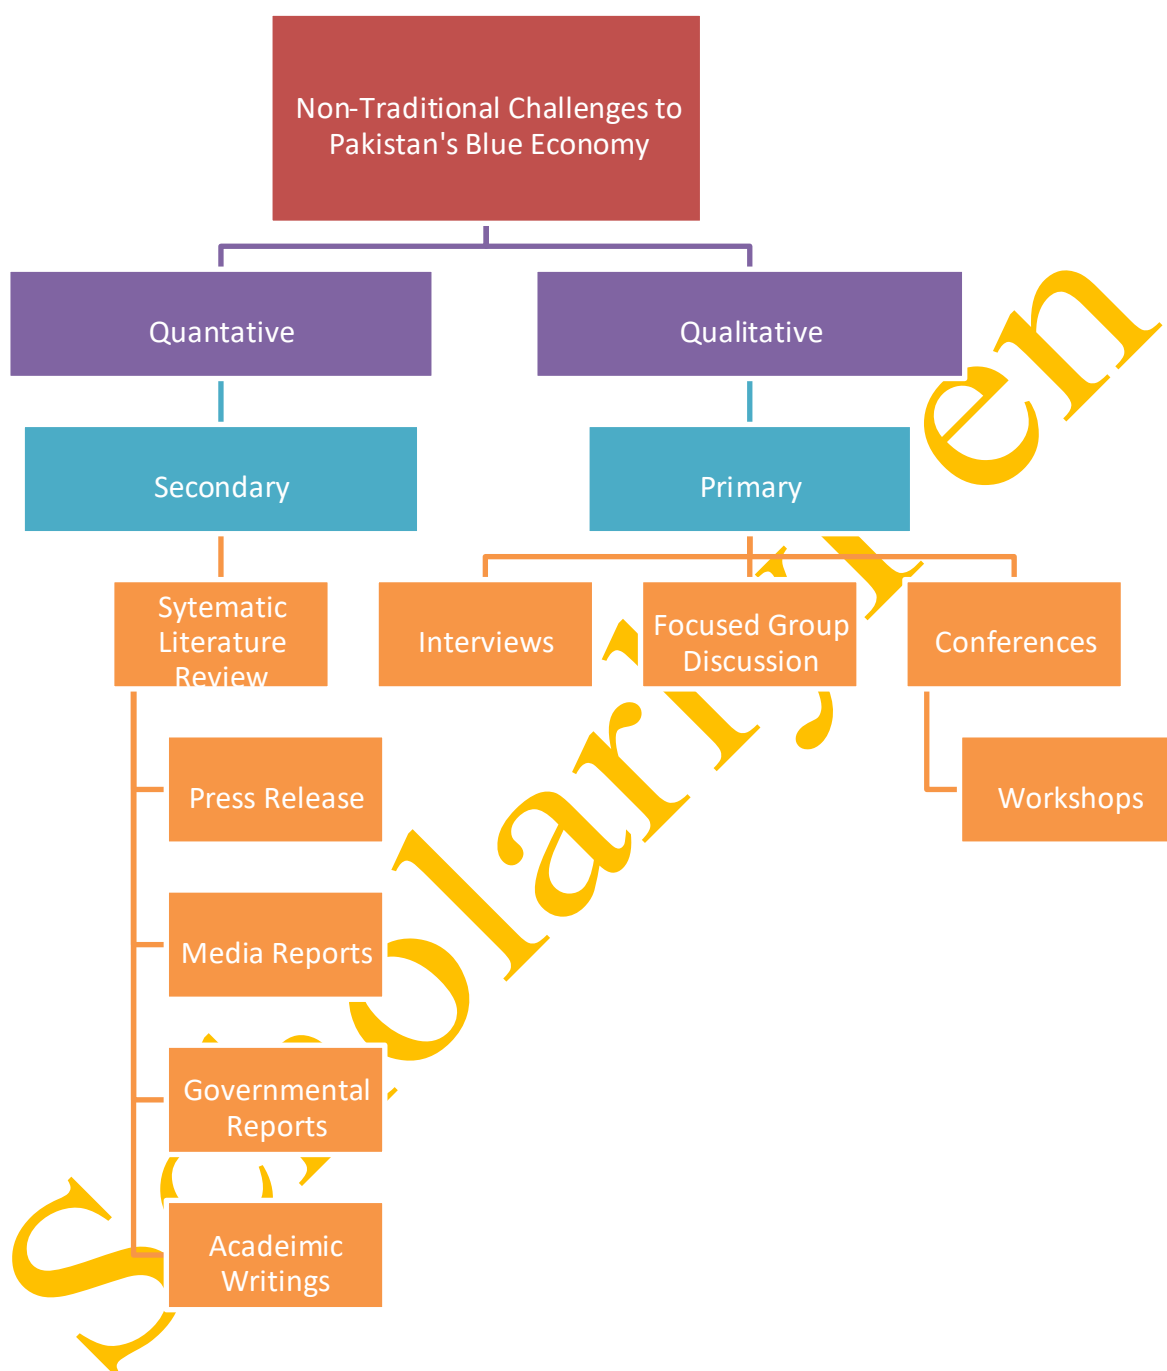 Non-Traditional Challenges to
Pakistan's Blue Economy
Quantative
Qualitative
Secondary
Primary
Sytematic
Literature
Review
Interviews
Focused Group
Discussion
Conferences
Press Release
Workshops
Media Reports
Governmental
Reports
Acadeimic
Writings